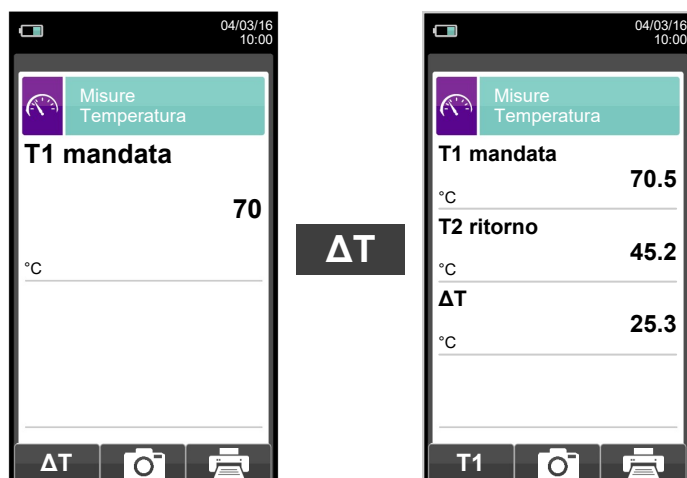 04/03/16
10:00
Misure
Temperatura
T1 mandata
70
°C
ΔT
ΔT
04/03/16
10:00
Misure
Temperatura
T1 mandata
70.5
°C
T2 ritorno
45.2
°C
ΔT
25.3
°C
T1